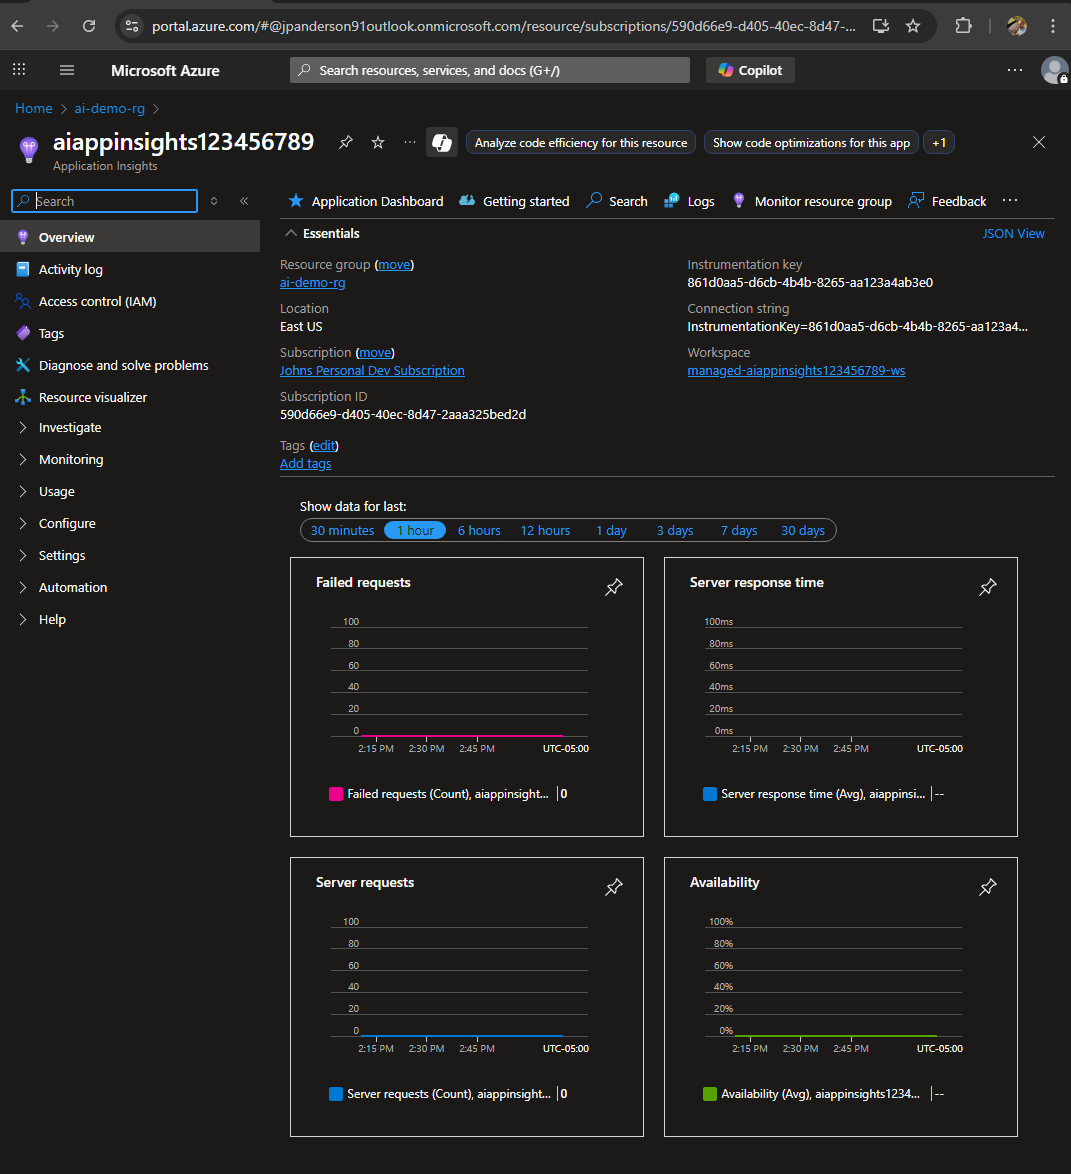 portal.azure.com/#@jpanderson91outlook.onmicrosoft.com/resource/subscriptions/590d66e9-d405-40ec-8d47-...
Microsoft Azure
Search resources, services, and docs (G+/)
Copilot
Home > ai-demo-rg >
aiappinsights123456789
Application Insights
Analyze code efficiency for this resource
Show code optimizations for this app
+1
Search
Overview
Activity log
Access control (IAM)
Tags
Diagnose and solve problems
Resource visualizer
Investigate
Monitoring
Usage
Configure
Settings
Automation
Help
Application Dashboard
Getting started
Search
Logs
Monitor resource group
Feedback
Essentials
JSON View
Resource group (move)
ai-demo-rg
Location
East US
Subscription (move)
Johns Personal Dev Subscription
Subscription ID
590d66e9-d405-40ec-8d47-2aaa325bed2d
Instrumentation key
861d0aa5-d6cb-4b4b-8265-aa123a4ab3e0
Connection string
InstrumentationKey=861d0aa5-d6cb-4b4b-8265-aa123a4...
Workspace
managed-aiappinsights123456789-ws
Tags (edit)
Add tags
Show data for last:
30 minutes 1 hour 6 hours 12 hours 1 day 3 days 7 days 30 days
Failed requests
100
80
60
40
20
0
2:15 PM 2:30 PM 2:45 PM UTC-05:00
Failed requests (Count), aiappinsight... 0
Server response time
100ms
80ms
60ms
40ms
20ms
0ms
2:15 PM 2:30 PM 2:45 PM UTC-05:00
Server response time (Avg), aiappinsi... --
Server requests
100
80
60
40
20
0
2:15 PM 2:30 PM 2:45 PM UTC-05:00
Server requests (Count), aiappinsight... 0
Availability
100%
80%
60%
40%
20%
0%
2:15 PM 2:30 PM 2:45 PM UTC-05:00
Availability (Avg), aiappinsights1234... --